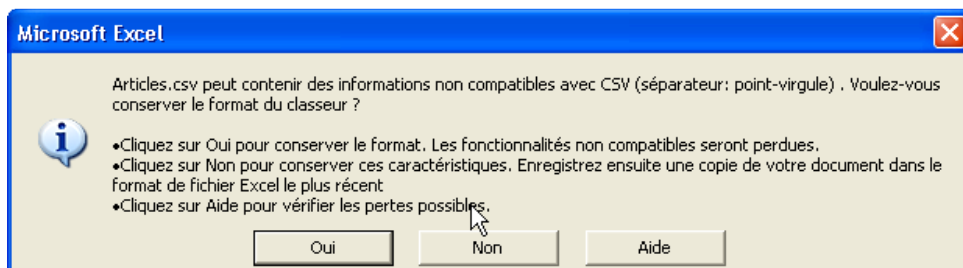 Microsoft Excel
Articles.csv peut contenir des informations non compatibles avec CSV (séparateur: point-virgule) . Voulez-vous
conserver le format du classeur ?
•Cliquez sur Oui pour conserver le format. Les fonctionnalités non compatibles seront perdues.
•Cliquez sur Non pour conserver ces caractéristiques. Enregistrez ensuite une copie de votre document dans le
format de fichier Excel le plus récent
•Cliquez sur Aide pour vérifier les pertes possibles.
Oui Non Aide